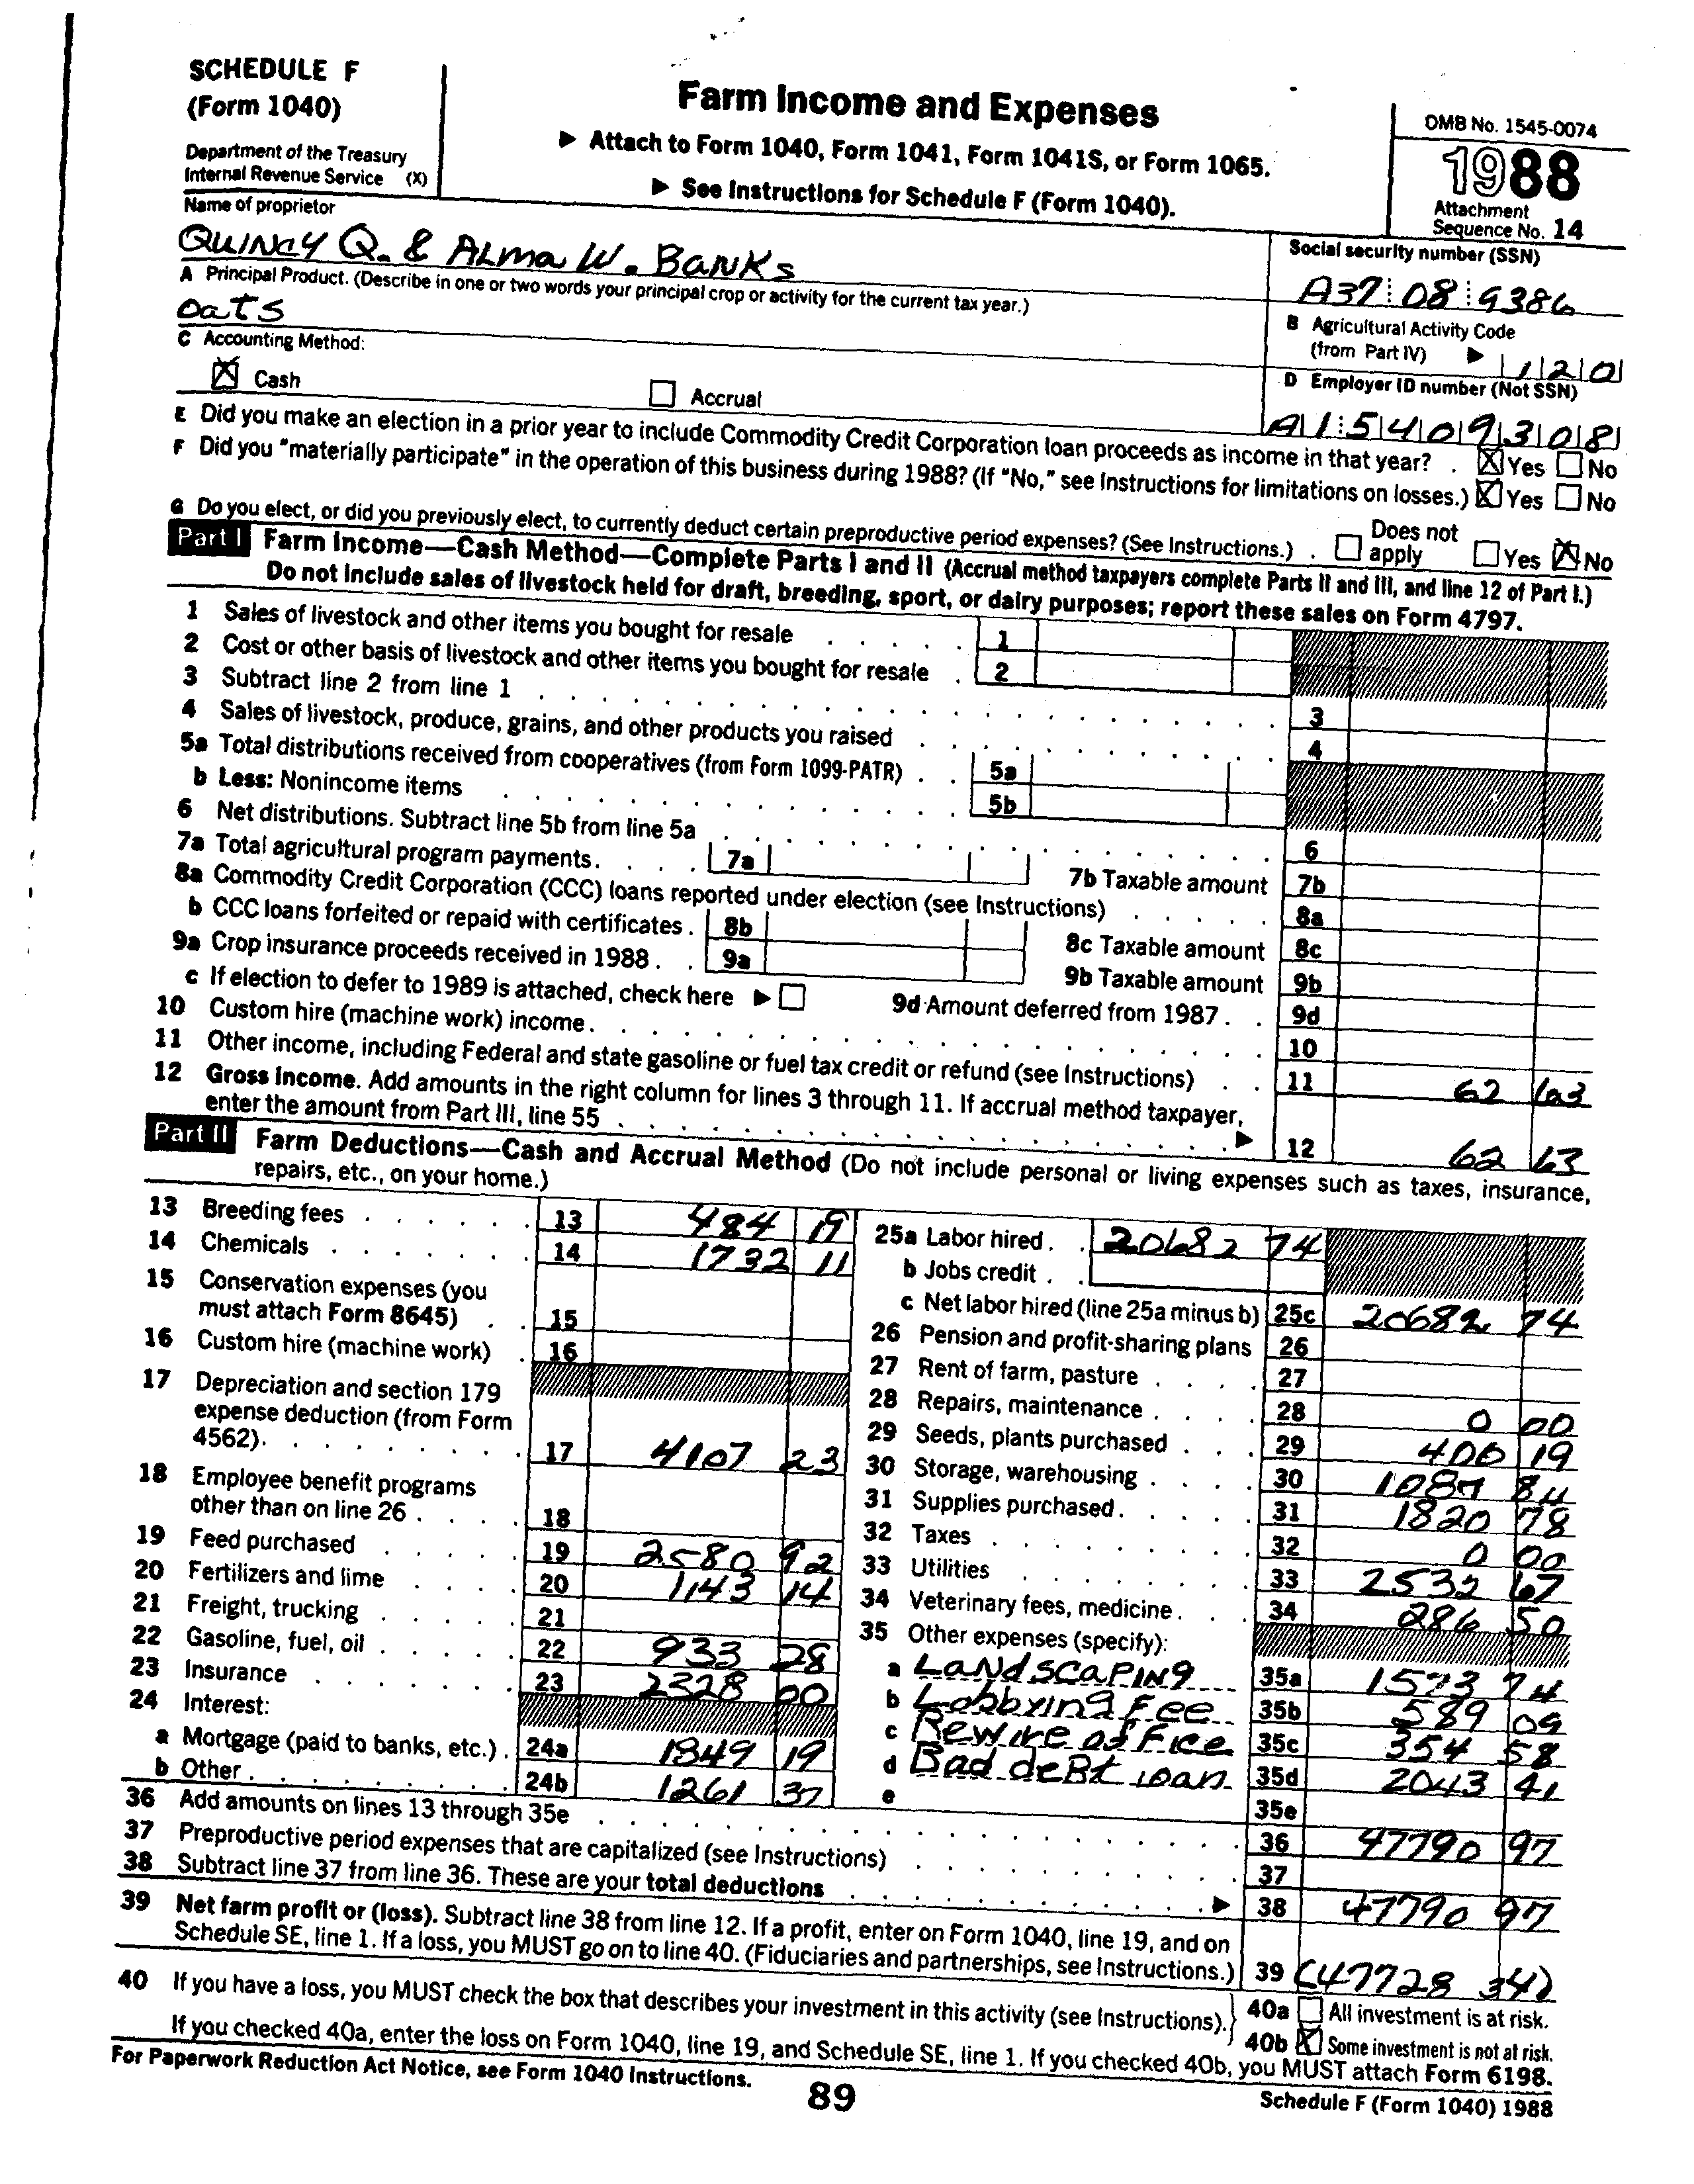 SCHEDULE F
(Form 1040)
Department of the Treasury
Internal Revenue Service (X)
Farm Income and Expenses
▶ Attach to Form 1040, Form 1041, Form 1041S, or Form 1065.
▶ See Instructions for Schedule F (Form 1040).
OMB No. 1545-0074
1988
Attachment
Sequence No. 14
Name of proprietor
QUINCY Q. & ALMA W. BANKS
Social security number (SSN)
A37 08 9386
A Principal Product. (Describe in one or two words your principal crop or activity for the current tax year.)
OATS
B Agricultural Activity Code
(from Part IV) ▶ 120
C Accounting Method:
☒ Cash ☐ Accrual
D Employer ID number (Not SSN)
A15409308
E Did you make an election in a prior year to include Commodity Credit Corporation loan proceeds as income in that year? . ☒ Yes ☐ No
F Did you "materially participate" in the operation of this business during 1988? (If "No," see Instructions for limitations on losses.) ☒ Yes ☐ No
G Do you elect, or did you previously elect, to currently deduct certain preproductive period expenses? (See Instructions.) . ☐ Does not apply ☐ Yes ☒ No
Part I Farm Income—Cash Method—Complete Parts I and II (Accrual method taxpayers complete Parts II and III, and line 12 of Part I.)
Do not include sales of livestock held for draft, breeding, sport, or dairy purposes; report these sales on Form 4797.
1 Sales of livestock and other items you bought for resale 1
2 Cost or other basis of livestock and other items you bought for resale 2
3 Subtract line 2 from line 1 3
4 Sales of livestock, produce, grains, and other products you raised 4
5a Total distributions received from cooperatives (from Form 1099-PATR) 5a
b Less: Nonincome items 5b
6 Net distributions. Subtract line 5b from line 5a 6
7a Total agricultural program payments. 7a 7b Taxable amount 7b
8a Commodity Credit Corporation (CCC) loans reported under election (see Instructions) 8a
b CCC loans forfeited or repaid with certificates. 8b 8c Taxable amount 8c
9a Crop insurance proceeds received in 1988. 9a 9b Taxable amount 9b
c If election to defer to 1989 is attached, check here ▶ ☐ 9d Amount deferred from 1987. 9d
10 Custom hire (machine work) income. 10
11 Other income, including Federal and state gasoline or fuel tax credit or refund (see Instructions) 11 62 63
12 Gross Income. Add amounts in the right column for lines 3 through 11. If accrual method taxpayer,
enter the amount from Part III, line 55 ▶ 12 62 63
Part II Farm Deductions—Cash and Accrual Method (Do not include personal or living expenses such as taxes, insurance,
repairs, etc., on your home.)
13 Breeding fees 13 484 19
14 Chemicals 14 1732 11
15 Conservation expenses (you
must attach Form 8645) 15
16 Custom hire (machine work) 16
17 Depreciation and section 179
expense deduction (from Form
4562). 17 4107 23
18 Employee benefit programs
other than on line 26 18
19 Feed purchased 19 2580 92
20 Fertilizers and lime 20 1143 14
21 Freight, trucking 21
22 Gasoline, fuel, oil 22 933 28
23 Insurance 23 2328 00
24 Interest:
a Mortgage (paid to banks, etc.) 24a 1849 19
b Other 24b 1261 37
25a Labor hired. 20682 74
b Jobs credit
c Net labor hired (line 25a minus b) 25c 20682 74
26 Pension and profit-sharing plans 26
27 Rent of farm, pasture 27
28 Repairs, maintenance 28 0 00
29 Seeds, plants purchased 29 400 19
30 Storage, warehousing 30 1087 84
31 Supplies purchased 31 1820 78
32 Taxes 32 0 00
33 Utilities 33 2532 67
34 Veterinary fees, medicine 34 286 50
35 Other expenses (specify):
a LANDSCAPING 35a 1573 74
b Lobbying Fee 35b 589 09
c Rewire office 35c 354 58
d Bad debt loan 35d 2043 41
e 35e
36 Add amounts on lines 13 through 35e 36 47790 97
37 Preproductive period expenses that are capitalized (see Instructions) 37
38 Subtract line 37 from line 36. These are your total deductions ▶ 38 47790 97
39 Net farm profit or (loss). Subtract line 38 from line 12. If a profit, enter on Form 1040, line 19, and on
Schedule SE, line 1. If a loss, you MUST go on to line 40. (Fiduciaries and partnerships, see Instructions.) 39 (47728 34)
40 If you have a loss, you MUST check the box that describes your investment in this activity (see Instructions). 40a ☐ All investment is at risk.
40b ☒ Some investment is not at risk.
If you checked 40a, enter the loss on Form 1040, line 19, and Schedule SE, line 1. If you checked 40b, you MUST attach Form 6198.
For Paperwork Reduction Act Notice, see Form 1040 Instructions.
89
Schedule F (Form 1040) 1988